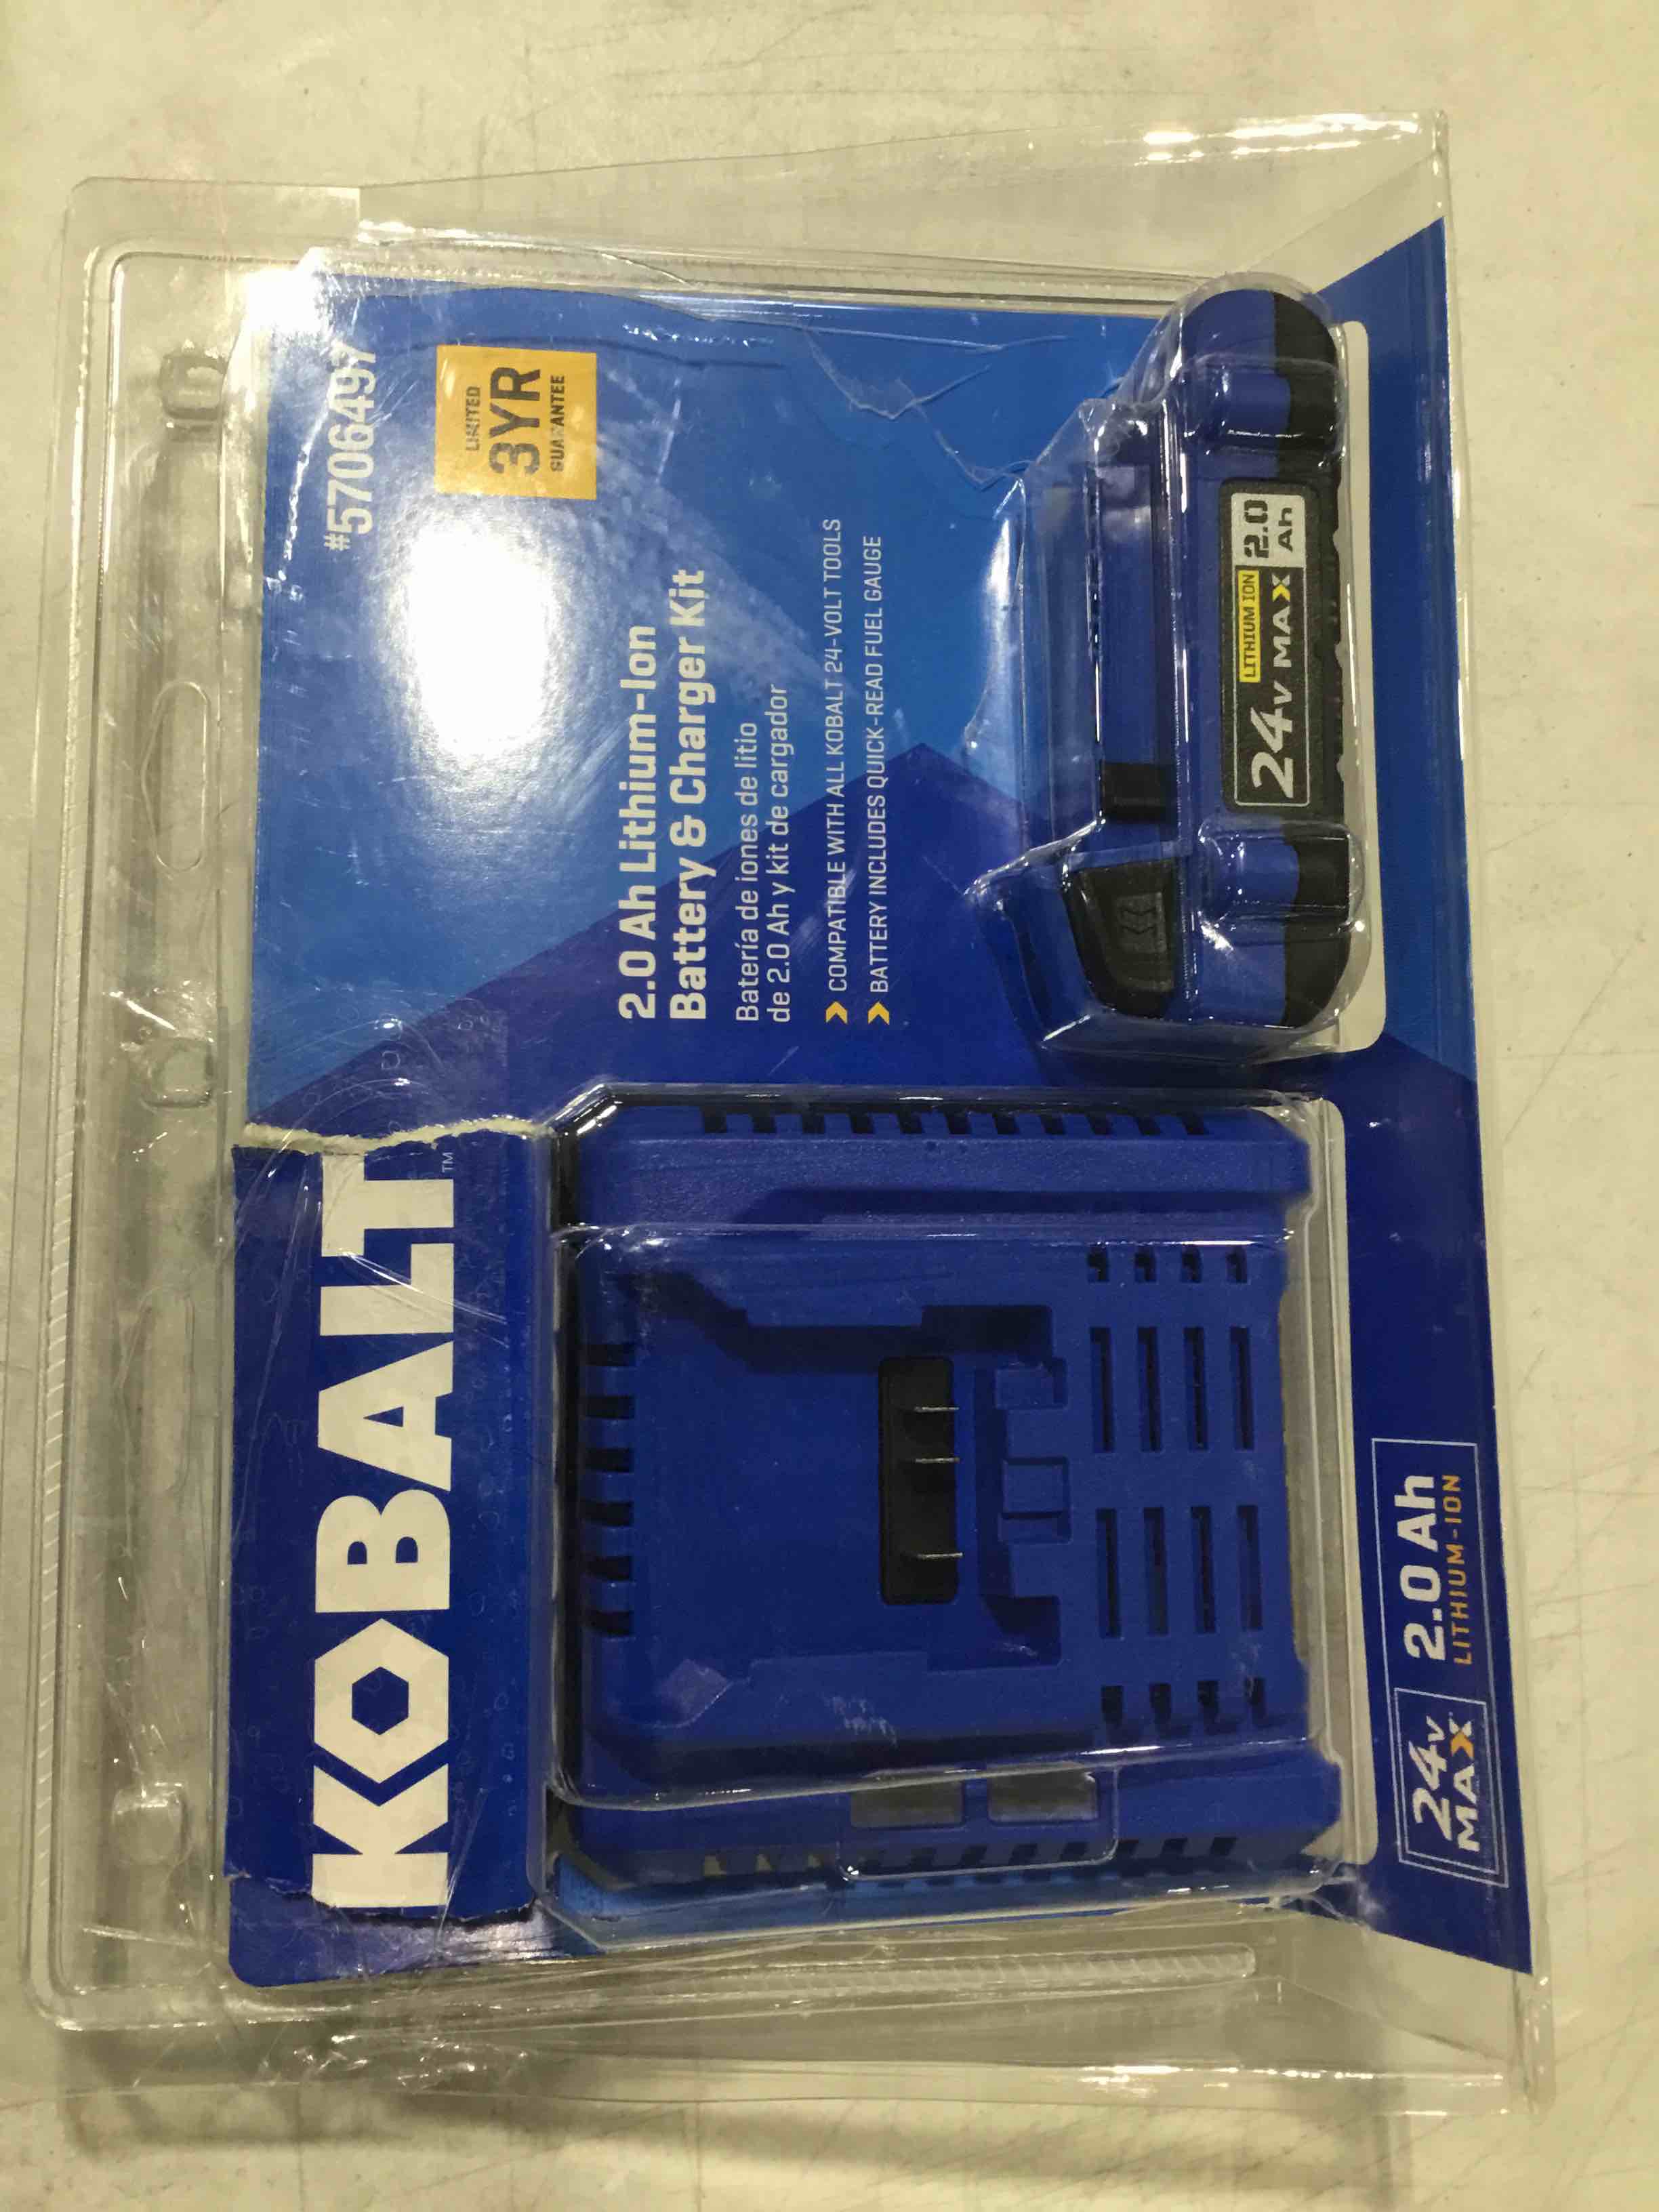 #5706497
LIMITED
3YR
GUARANTEE
KOBALT™
2.0 Ah Lithium-Ion
Battery & Charger Kit
Batería de iones de litio
de 2.0 Ah y kit de cargador
COMPATIBLE WITH ALL KOBALT 24-VOLT TOOLS
BATTERY INCLUDES QUICK-READ FUEL GAUGE
LITHIUM ION
24V MAX
2.0
Ah
24V
MAX
2.0 Ah
LITHIUM-ION